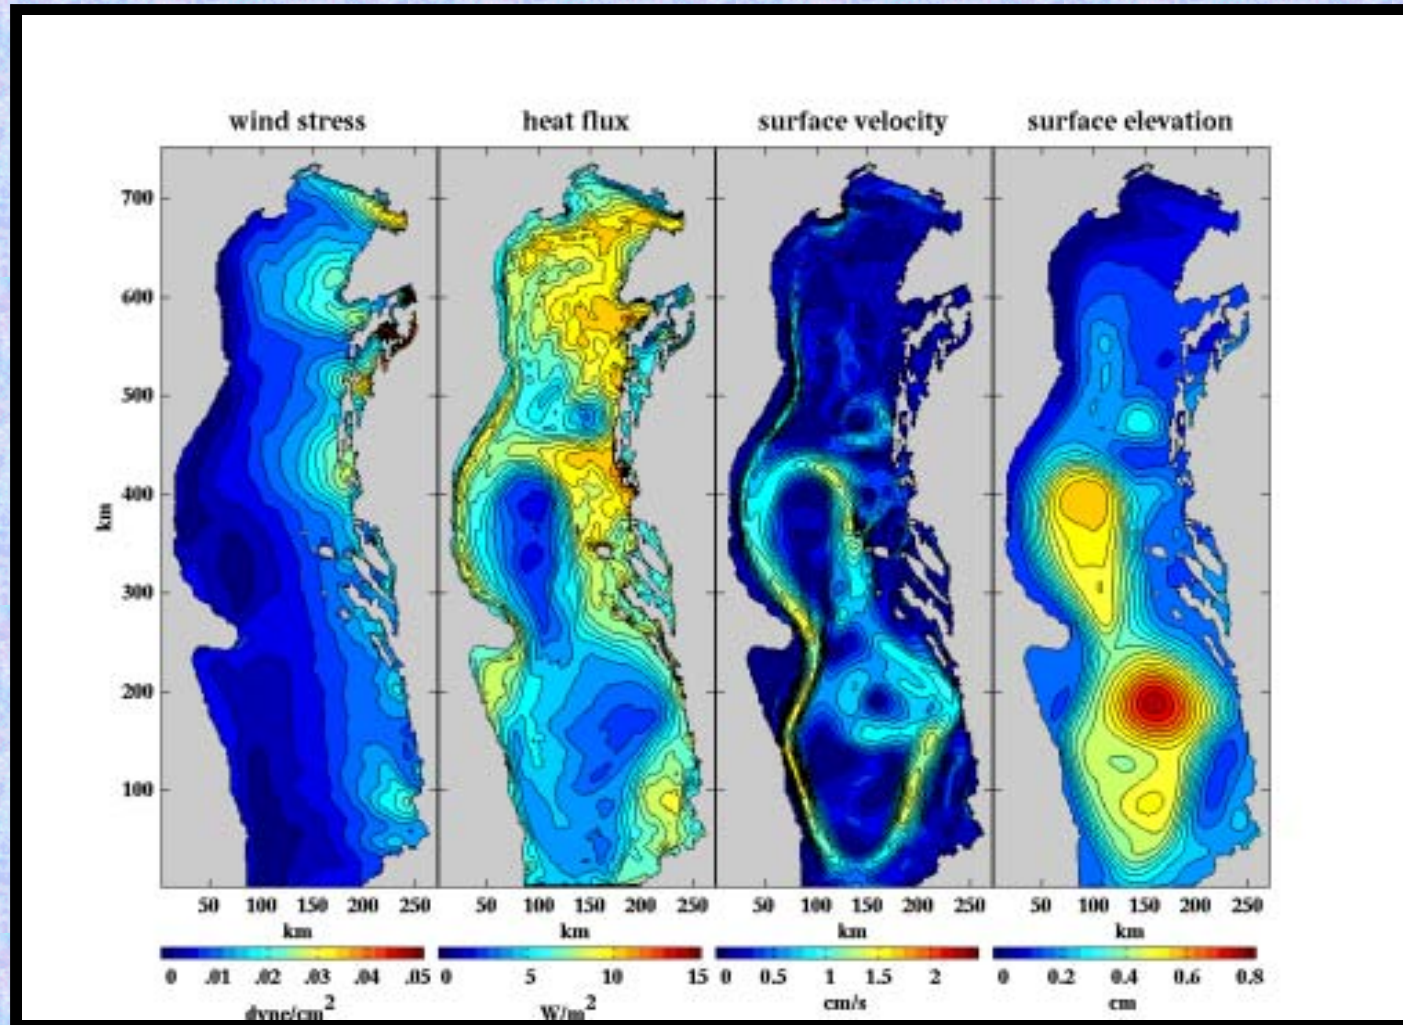 wind stress heat flux surface velocity surface elevation
700
600
500
400
300
200
100
km
50 100 150 200 250 50 100 150 200 250 50 100 150 200 250 50 100 150 200 250
km km km km
0 .01 .02 .03 .04 .05 0 5 10 15 0 0.5 1 1.5 2 0 0.2 0.4 0.6 0.8
dyne/cm² W/m² cm/s cm